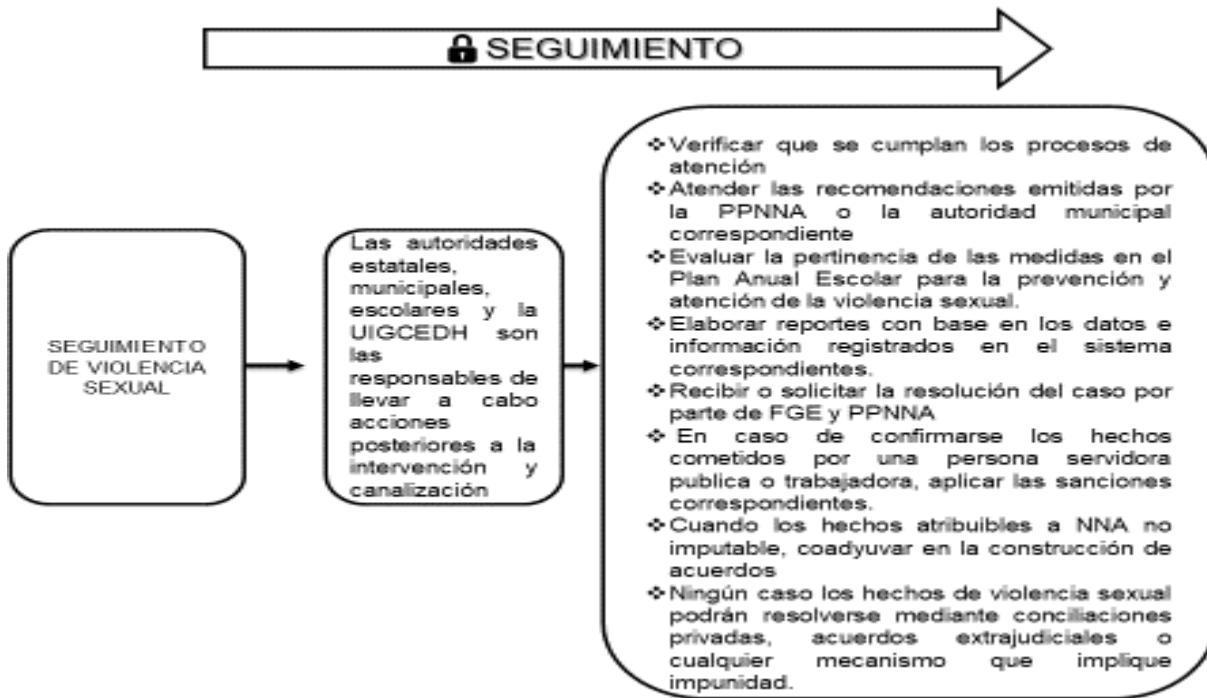 SEGUIMIENTO
SEGUIMIENTO
DE VIOLENCIA
SEXUAL
Las autoridades
estatales,
municipales,
escolares y la
UIGCEDH son
las
responsables de
llevar a cabo
acciones
posteriores a la
intervención y
canalización
❖Verificar que se cumplan los procesos de
atención
❖Atender las recomendaciones emitidas por
la PPNNA o la autoridad municipal
correspondiente
❖Evaluar la pertinencia de las medidas en el
Plan Anual Escolar para la prevención y
atención de la violencia sexual.
❖Elaborar reportes con base en los datos e
información registrados en el sistema
correspondientes.
❖Recibir o solicitar la resolución del caso por
parte de FGE y PPNNA
❖ En caso de confirmarse los hechos
cometidos por una persona servidora
publica o trabajadora, aplicar las sanciones
correspondientes.
❖Cuando los hechos atribuibles a NNA no
imputable, coadyuvar en la construcción de
acuerdos
❖Ningún caso los hechos de violencia sexual
podrán resolverse mediante conciliaciones
privadas, acuerdos extrajudiciales o
cualquier mecanismo que implique
impunidad.